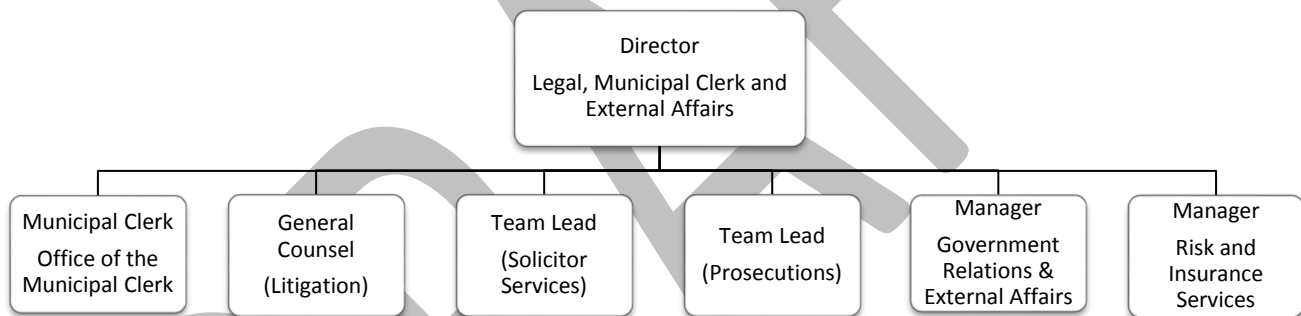 Director
Legal, Municipal Clerk and
External Affairs
Municipal Clerk
Office of the
Municipal Clerk
General
Counsel
(Litigation)
Team Lead
(Solicitor
Services)
Team Lead
(Prosecutions)
Manager
Government
Relations &
External Affairs
Manager
Risk and
Insurance
Services